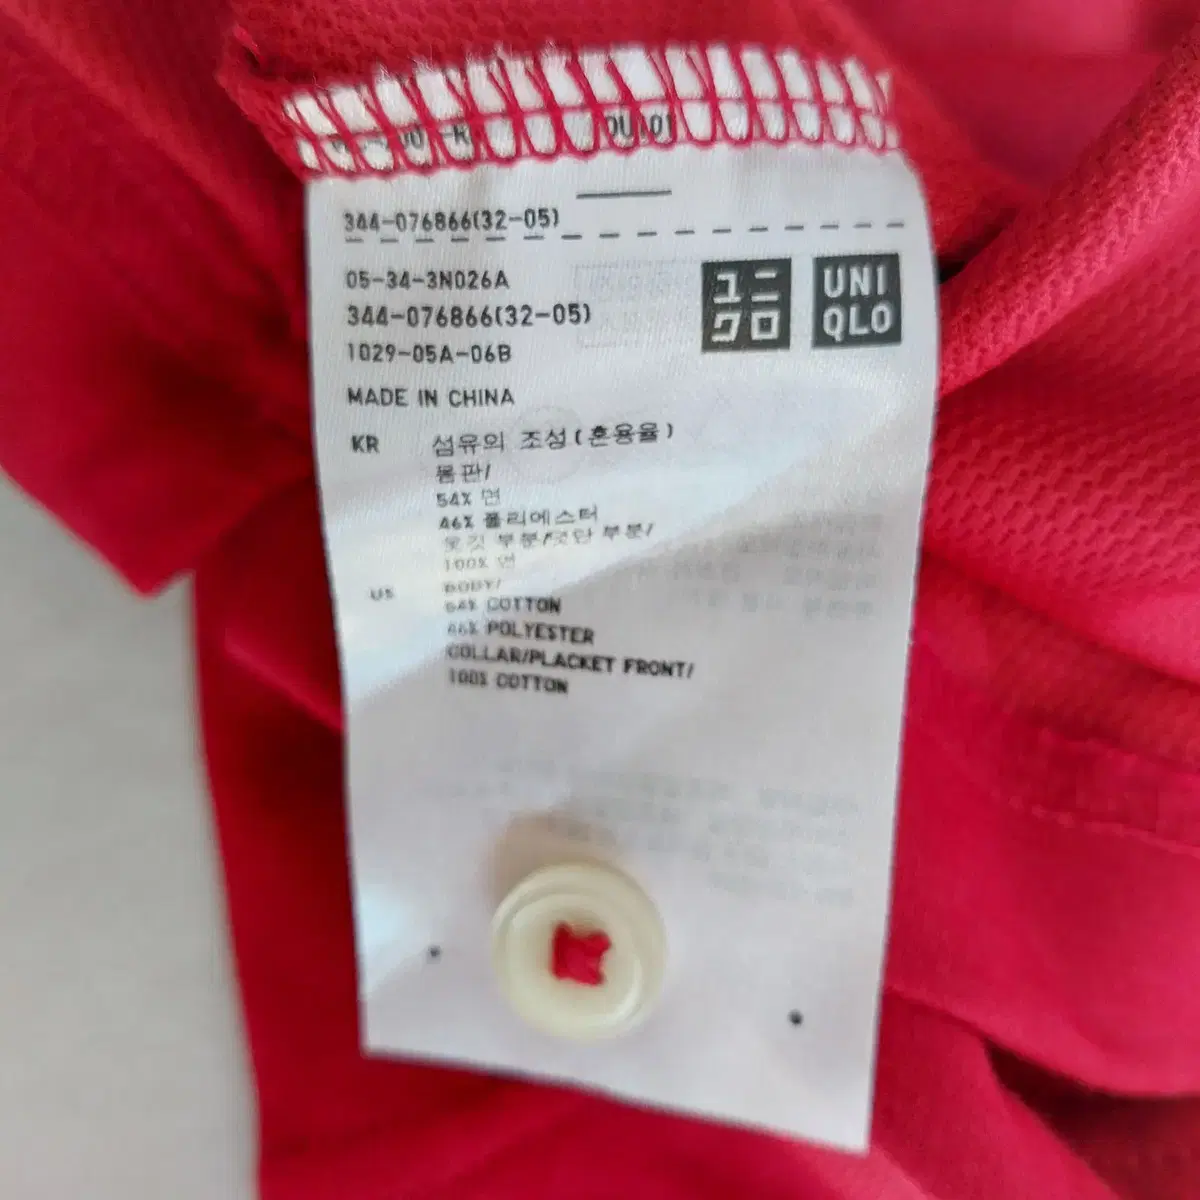 344-076866(32-05)
05-34-3N026A
344-076866(32-05)
1029-05A-06B
ユニ
クロ
UNI
QLO
MADE IN CHINA
KR 섬유의 조성(혼용율)
몸판/
54% 면
46% 폴리에스터
옷깃 부분/덧단 부분/
100% 면
US BODY/
54% COTTON
46% POLYESTER
COLLAR/PLACKET FRONT/
100% COTTON